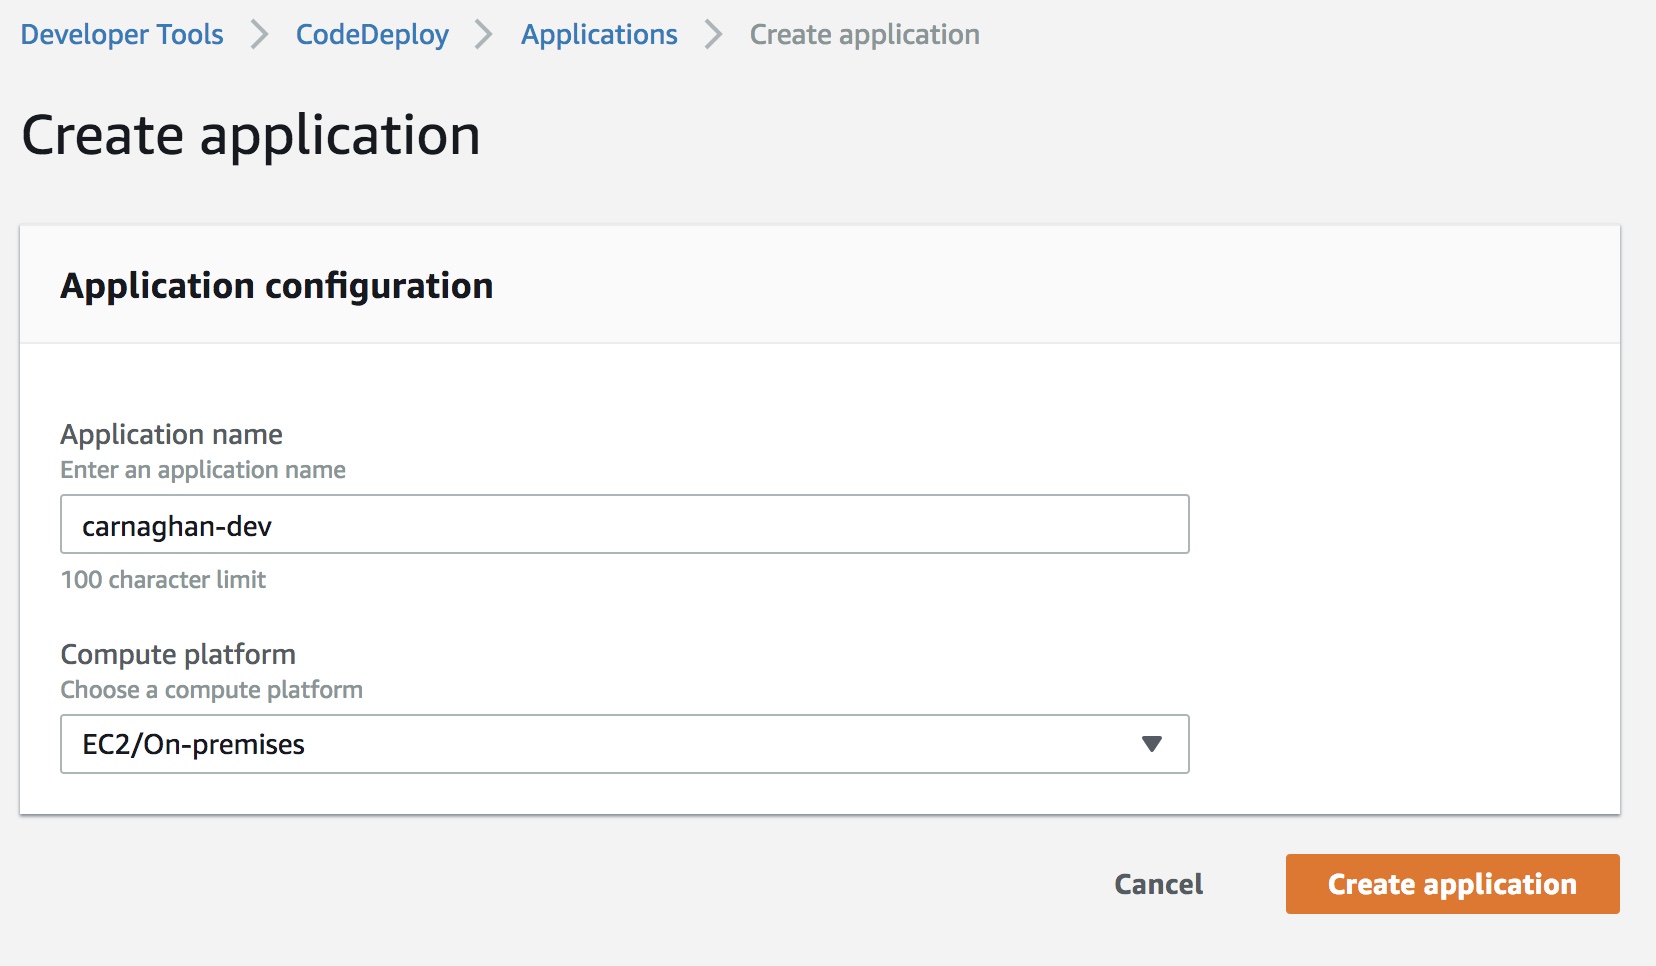 Developer Tools > CodeDeploy > Applications > Create application
Create application
Application configuration
Application name
Enter an application name
carnaghan-dev
100 character limit
Compute platform
Choose a compute platform
EC2/On-premises
Cancel
Create application